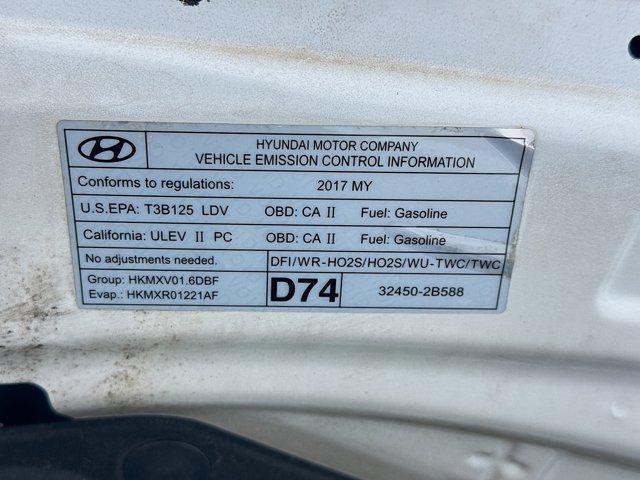 HYUNDAI MOTOR COMPANY
VEHICLE EMISSION CONTROL INFORMATION
Conforms to regulations: 2017 MY
U.S.EPA: T3B125 LDV OBD: CA II Fuel: Gasoline
California: ULEV II PC OBD: CA II Fuel: Gasoline
No adjustments needed. DFI/WR-HO2S/HO2S/WU-TWC/TWC
Group: HKMXV01.6DBF
Evap.: HKMXR01221AF
D74
32450-2B588